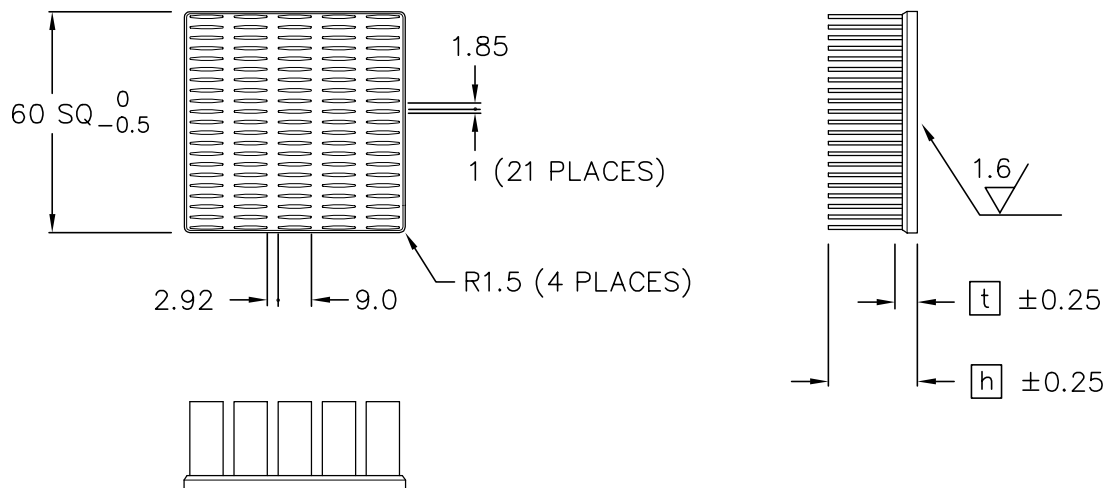 1.85
60 SQ 0
−0.5
1 (21 PLACES)
1.6
2.92
9.0
R1.5 (4 PLACES)
t ±0.25
h ±0.25